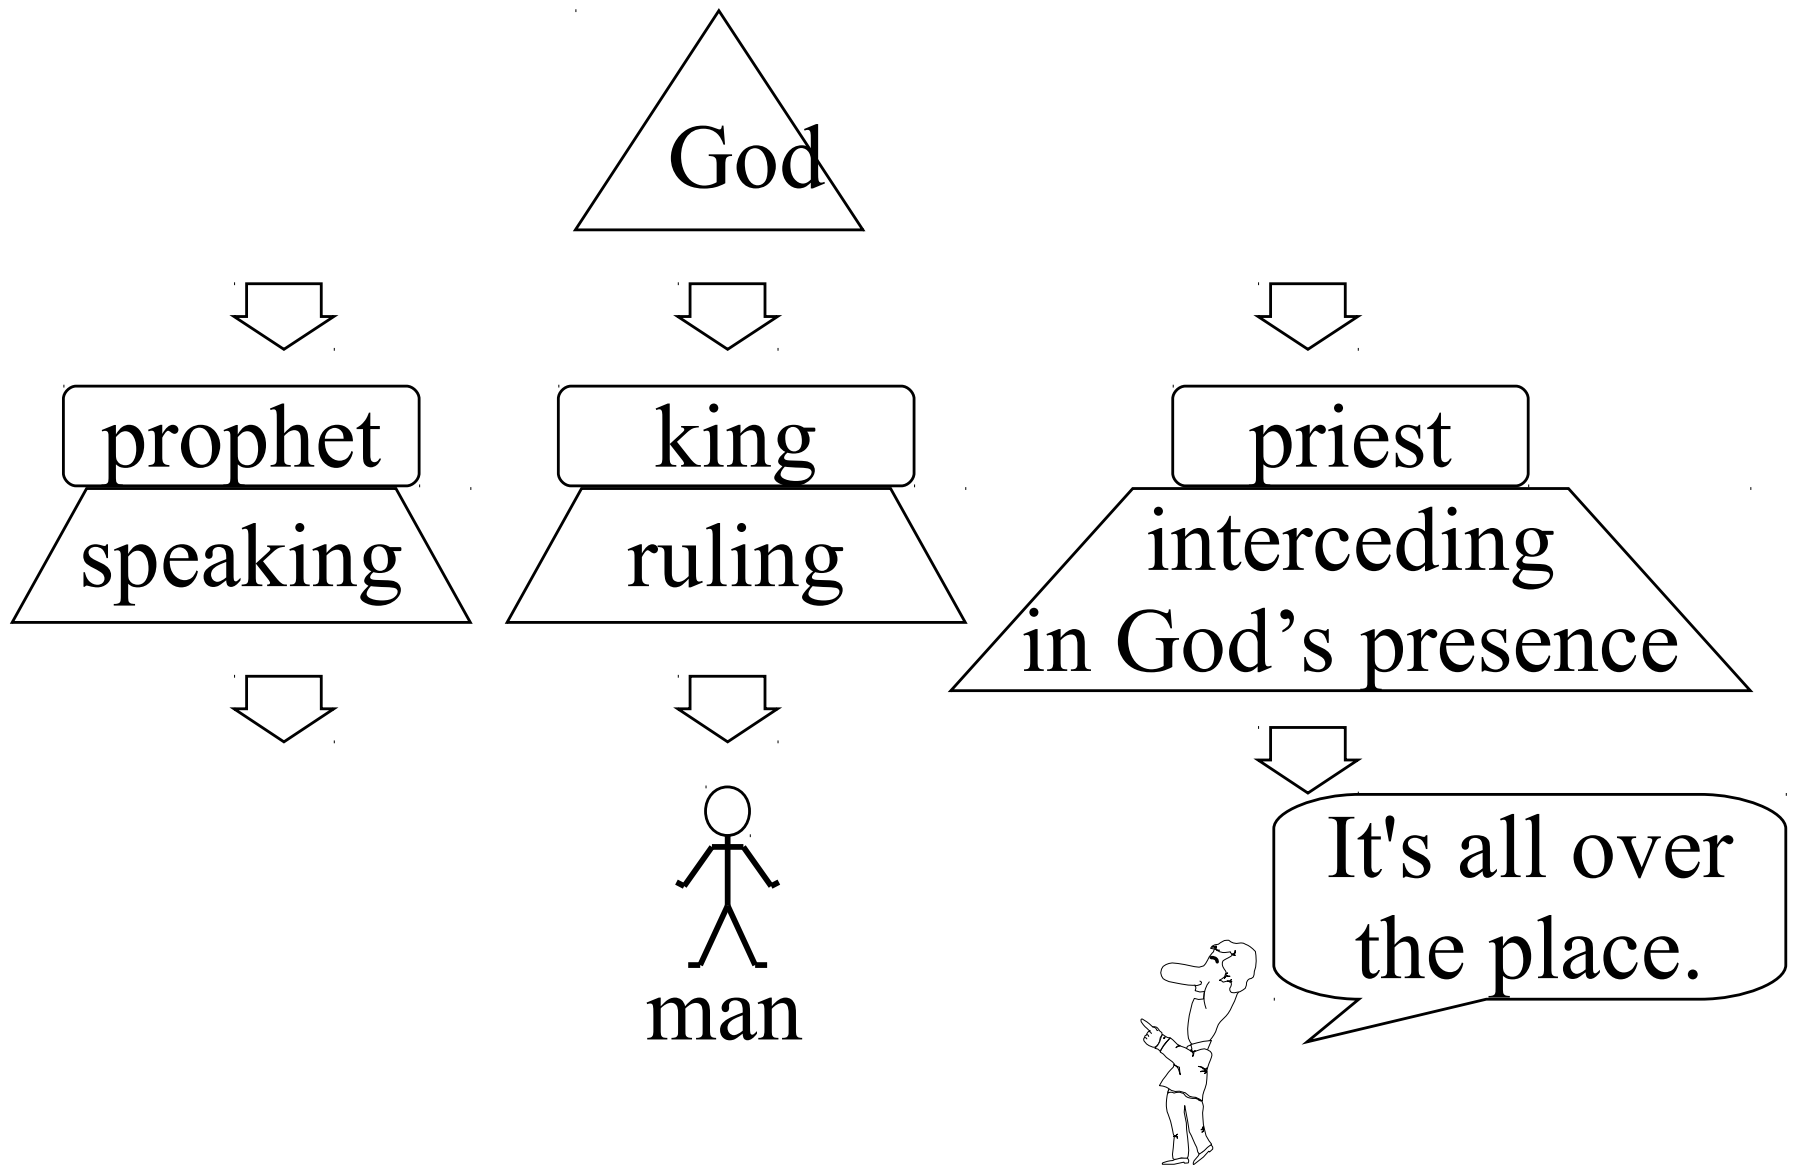 God
prophet
king
priest
speaking
ruling
interceding
in God’s presence
It's all over
the place.
man